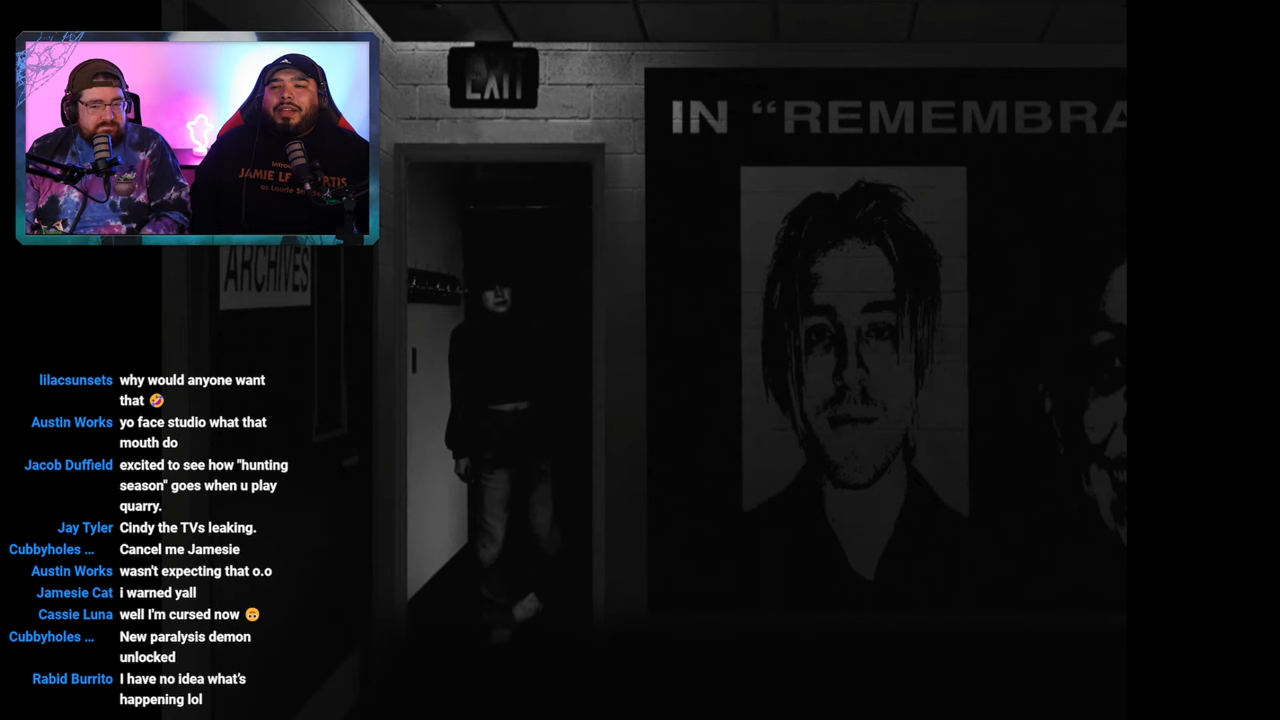 EXIT
IN “REMEMBRA
JAMIE LE
RTIS
ARCHIVES
lilacsunsets why would anyone want
that 🤣
Austin Works yo face studio what that
mouth do
Jacob Duffield excited to see how "hunting
season" goes when u play
quarry.
Jay Tyler Cindy the TVs leaking.
Cubbyholes ... Cancel me Jamesie
Austin Works wasn't expecting that o.o
Jamesie Cat i warned yall
Cassie Luna well I'm cursed now 🙃
Cubbyholes ... New paralysis demon
unlocked
Rabid Burrito I have no idea what's
happening lol